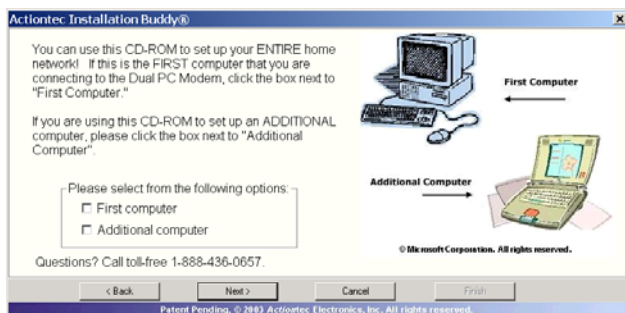 Actiontec Installation Buddy®
You can use this CD-ROM to set up your ENTIRE home
network! If this is the FIRST computer that you are
connecting to the Dual PC Modem, click the box next to
"First Computer."
If you are using this CD-ROM to set up an ADDITIONAL
computer, please click the box next to "Additional
Computer".
First Computer
Additional Computer
Please select from the following options:
First computer
Additional computer
© Microsoft Corporation. All rights reserved.
Questions? Call toll-free 1-888-436-0657.
< Back
Next >
Cancel
Finish
Patent Pending, © 2003 Actiontec Electronics, Inc. All rights reserved.